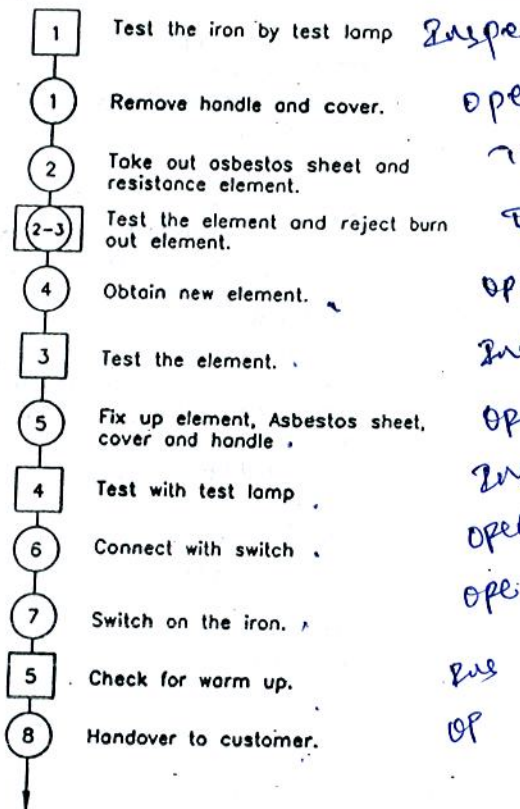 1 Test the iron by test lamp
1 Remove handle and cover.
2 Take out asbestos sheet and
resistance element.
2-3 Test the element and reject burn
out element.
4 Obtain new element. OP
3 Test the element.
5 Fix up element, Asbestos sheet,
cover and handle
4 Test with test lamp
6 Connect with switch
7 Switch on the iron.
5 Check for warm up.
8 Handover to customer. OP